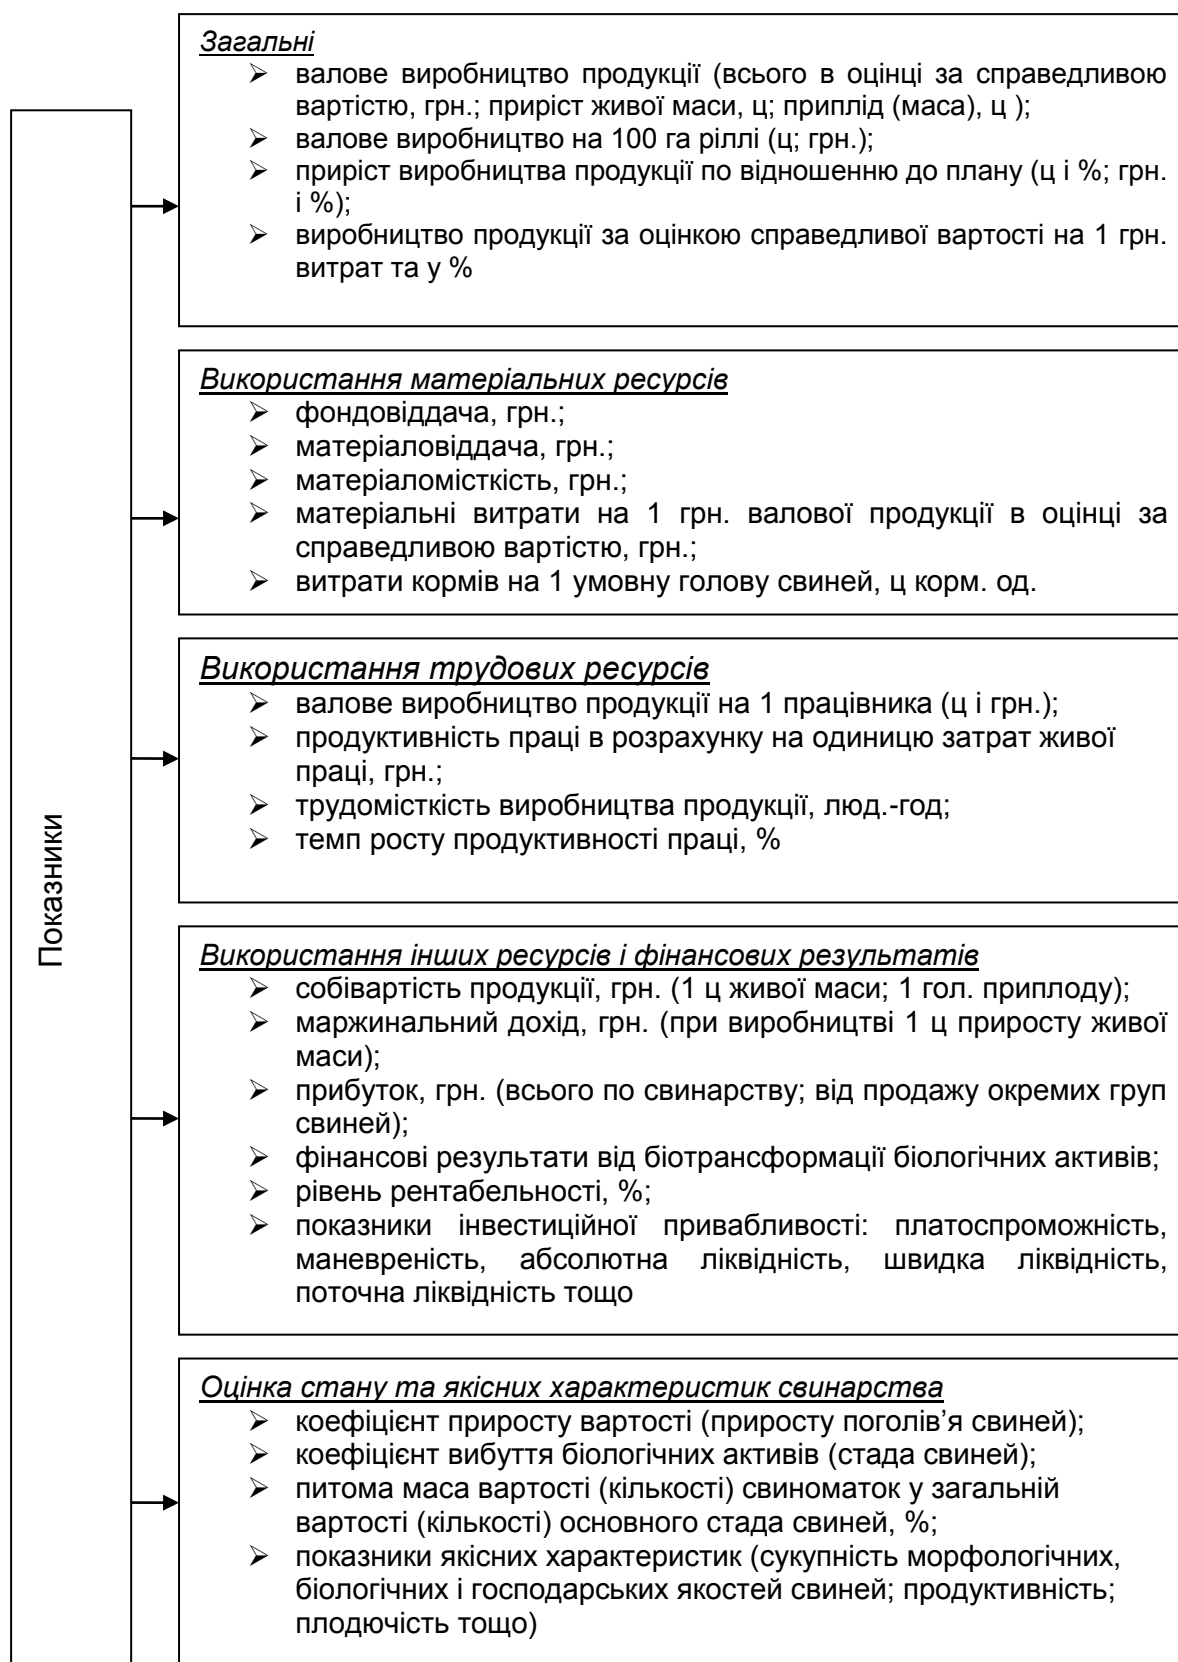 Показники
Загальні
➢ валове виробництво продукції (всього в оцінці за справедливою
вартістю, грн.; приріст живої маси, ц; приплід (маса), ц );
➢ валове виробництво на 100 га ріллі (ц; грн.);
➢ приріст виробництва продукції по відношенню до плану (ц і %; грн.
і %);
➢ виробництво продукції за оцінкою справедливої вартості на 1 грн.
витрат та у %
Використання матеріальних ресурсів
➢ фондовіддача, грн.;
➢ матеріаловіддача, грн.;
➢ матеріаломісткість, грн.;
➢ матеріальні витрати на 1 грн. валової продукції в оцінці за
справедливою вартістю, грн.;
➢ витрати кормів на 1 умовну голову свиней, ц корм. од.
Використання трудових ресурсів
➢ валове виробництво продукції на 1 працівника (ц і грн.);
➢ продуктивність праці в розрахунку на одиницю затрат живої
праці, грн.;
➢ трудомісткість виробництва продукції, люд.-год;
➢ темп росту продуктивності праці, %
Використання інших ресурсів і фінансових результатів
➢ собівартість продукції, грн. (1 ц живої маси; 1 гол. приплоду);
➢ маржинальний дохід, грн. (при виробництві 1 ц приросту живої
маси);
➢ прибуток, грн. (всього по свинарству; від продажу окремих груп
свиней);
➢ фінансові результати від біотрансформації біологічних активів;
➢ рівень рентабельності, %;
➢ показники інвестиційної привабливості: платоспроможність,
маневреність, абсолютна ліквідність, швидка ліквідність,
поточна ліквідність тощо
Оцінка стану та якісних характеристик свинарства
➢ коефіцієнт приросту вартості (приросту поголів’я свиней);
➢ коефіцієнт вибуття біологічних активів (стада свиней);
➢ питома маса вартості (кількості) свиноматок у загальній
вартості (кількості) основного стада свиней, %;
➢ показники якісних характеристик (сукупність морфологічних,
біологічних і господарських якостей свиней; продуктивність;
плодючість тощо)